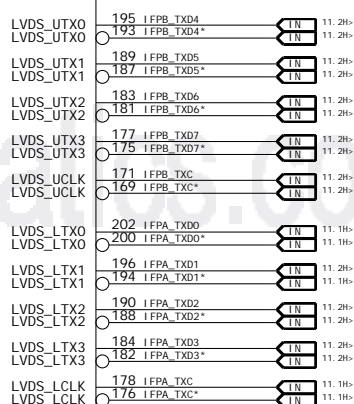 LVDS_UTX0 195 IFPB_TXD4 IN 11.2H>
LVDS_UTX0 193 IFPB_TXD4* IN 11.2H>
LVDS_UTX1 189 IFPB_TXD5 IN 11.2H>
LVDS_UTX1 187 IFPB_TXD5* IN 11.2H>
LVDS_UTX2 183 IFPB_TXD6 IN 11.2H>
LVDS_UTX2 181 IFPB_TXD6* IN 11.2H>
LVDS_UTX3 177 IFPB_TXD7 IN 11.2H>
LVDS_UTX3 175 IFPB_TXD7* IN 11.2H>
LVDS_UCLK 171 IFPB_TXC IN 11.2H>
LVDS_UCLK 169 IFPB_TXC* IN 11.2H>
LVDS_LTX0 202 IFPA_TXD0 IN 11.1H>
LVDS_LTX0 200 IFPA_TXD0* IN 11.1H>
LVDS_LTX1 196 IFPA_TXD1 IN 11.2H>
LVDS_LTX1 194 IFPA_TXD1* IN 11.1H>
LVDS_LTX2 190 IFPA_TXD2 IN 11.2H>
LVDS_LTX2 188 IFPA_TXD2* IN 11.2H>
LVDS_LTX3 184 IFPA_TXD3 IN 11.2H>
LVDS_LTX3 182 IFPA_TXD3* IN 11.2H>
LVDS_LCLK 178 IFPA_TXC IN 11.1H>
LVDS_LCLK 176 IFPA_TXC* IN 11.1H>